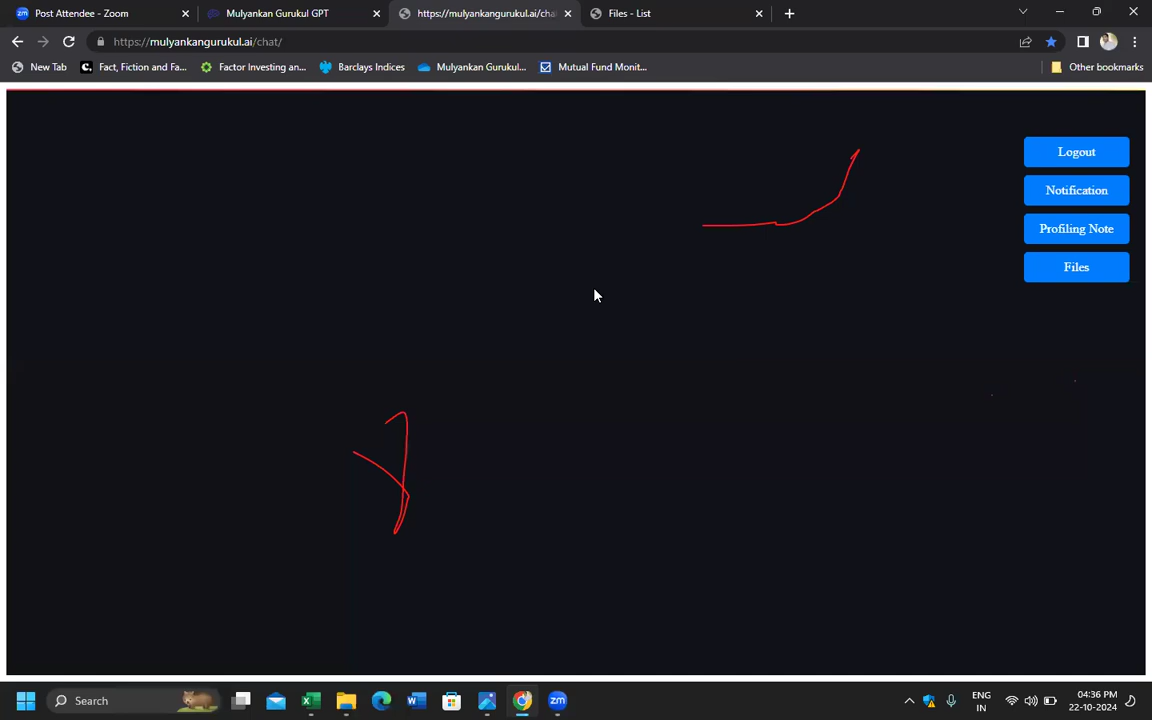 Post Attendee - Zoom
Mulyankan Gurukul GPT
https://mulyankangurukul.ai/cha
Files - List
https://mulyankangurukul.ai/chat/
New Tab
Fact, Fiction and Fa...
Factor Investing an...
Barclays Indices
Mulyankan Gurukul...
Mutual Fund Monit...
Other bookmarks
Logout
Notification
Profiling Note
Files
Search
ENG
IN
04:36 PM
22-10-2024